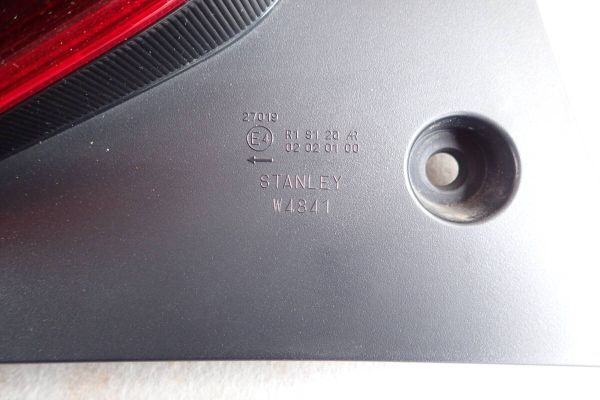 27019
E4 R1 S1 2a AR
02 02 01 00
←
STANLEY
W4841